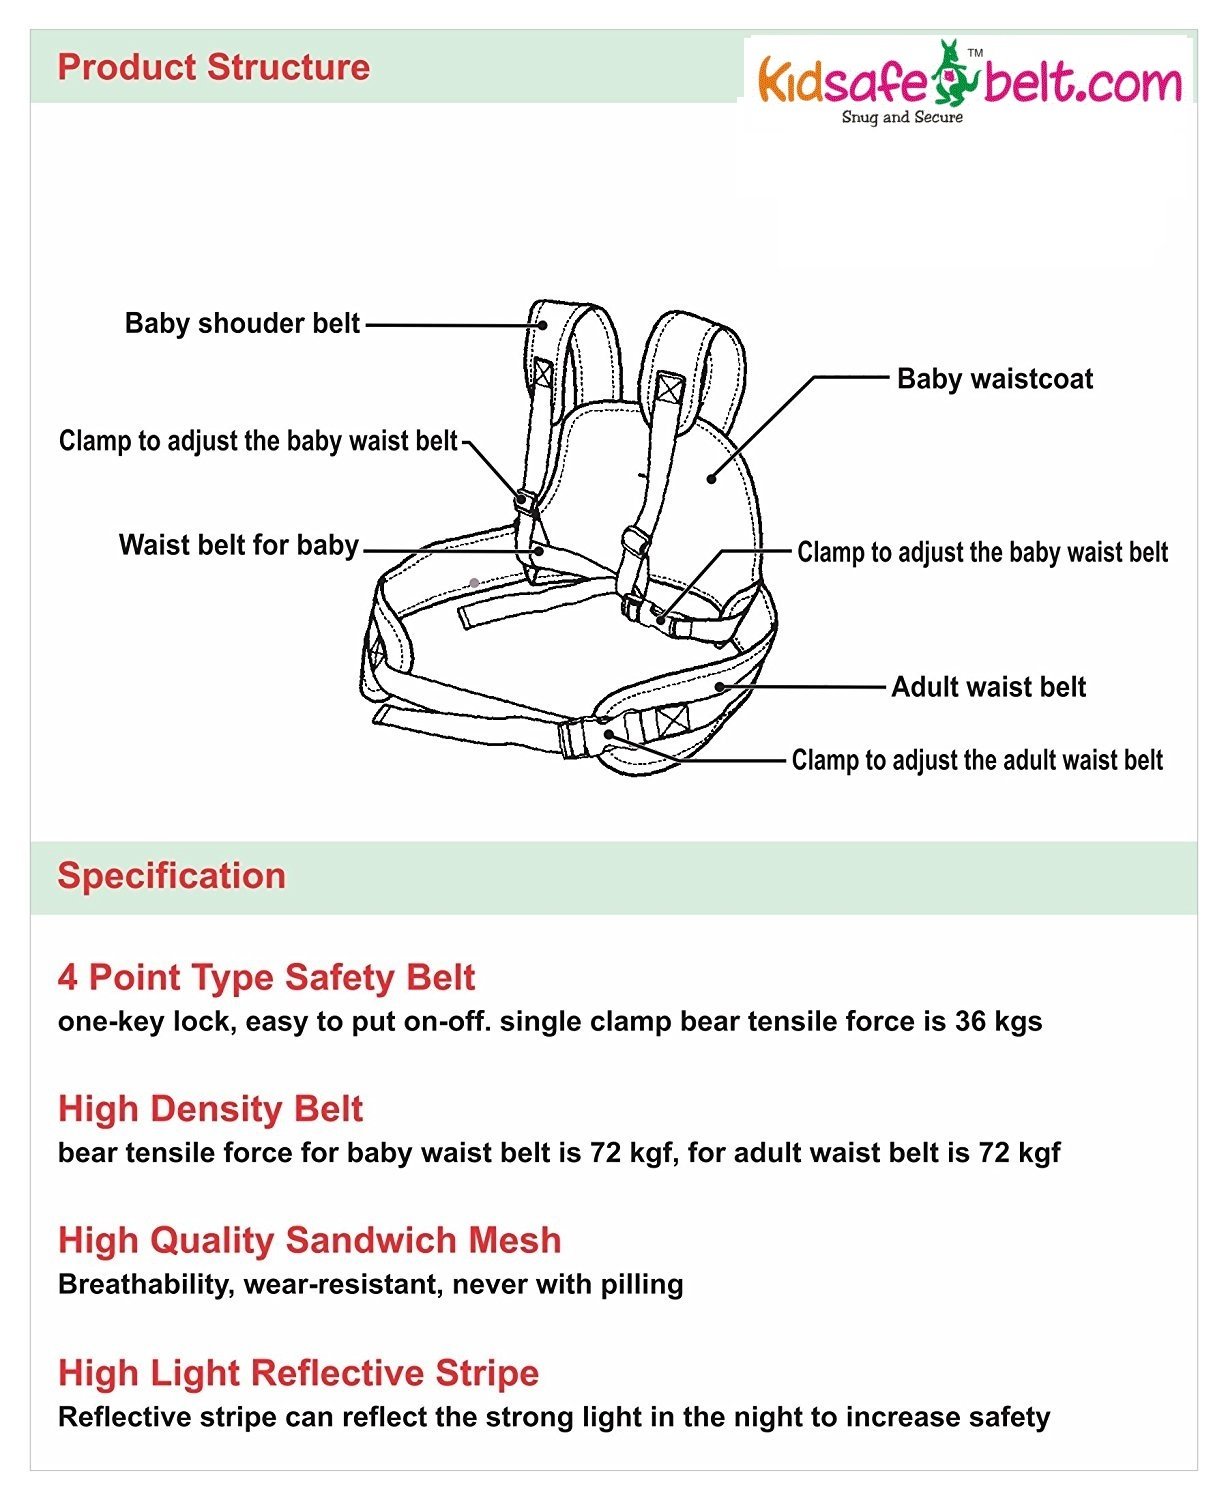 Product Structure
Kidsafe belt.com
TM
Snug and Secure
Baby shouder belt
Baby waistcoat
Clamp to adjust the baby waist belt
Waist belt for baby
Clamp to adjust the baby waist belt
Adult waist belt
Clamp to adjust the adult waist belt
Specification
4 Point Type Safety Belt
one-key lock, easy to put on-off. single clamp bear tensile force is 36 kgs
High Density Belt
bear tensile force for baby waist belt is 72 kgf, for adult waist belt is 72 kgf
High Quality Sandwich Mesh
Breathability, wear-resistant, never with pilling
High Light Reflective Stripe
Reflective stripe can reflect the strong light in the night to increase safety